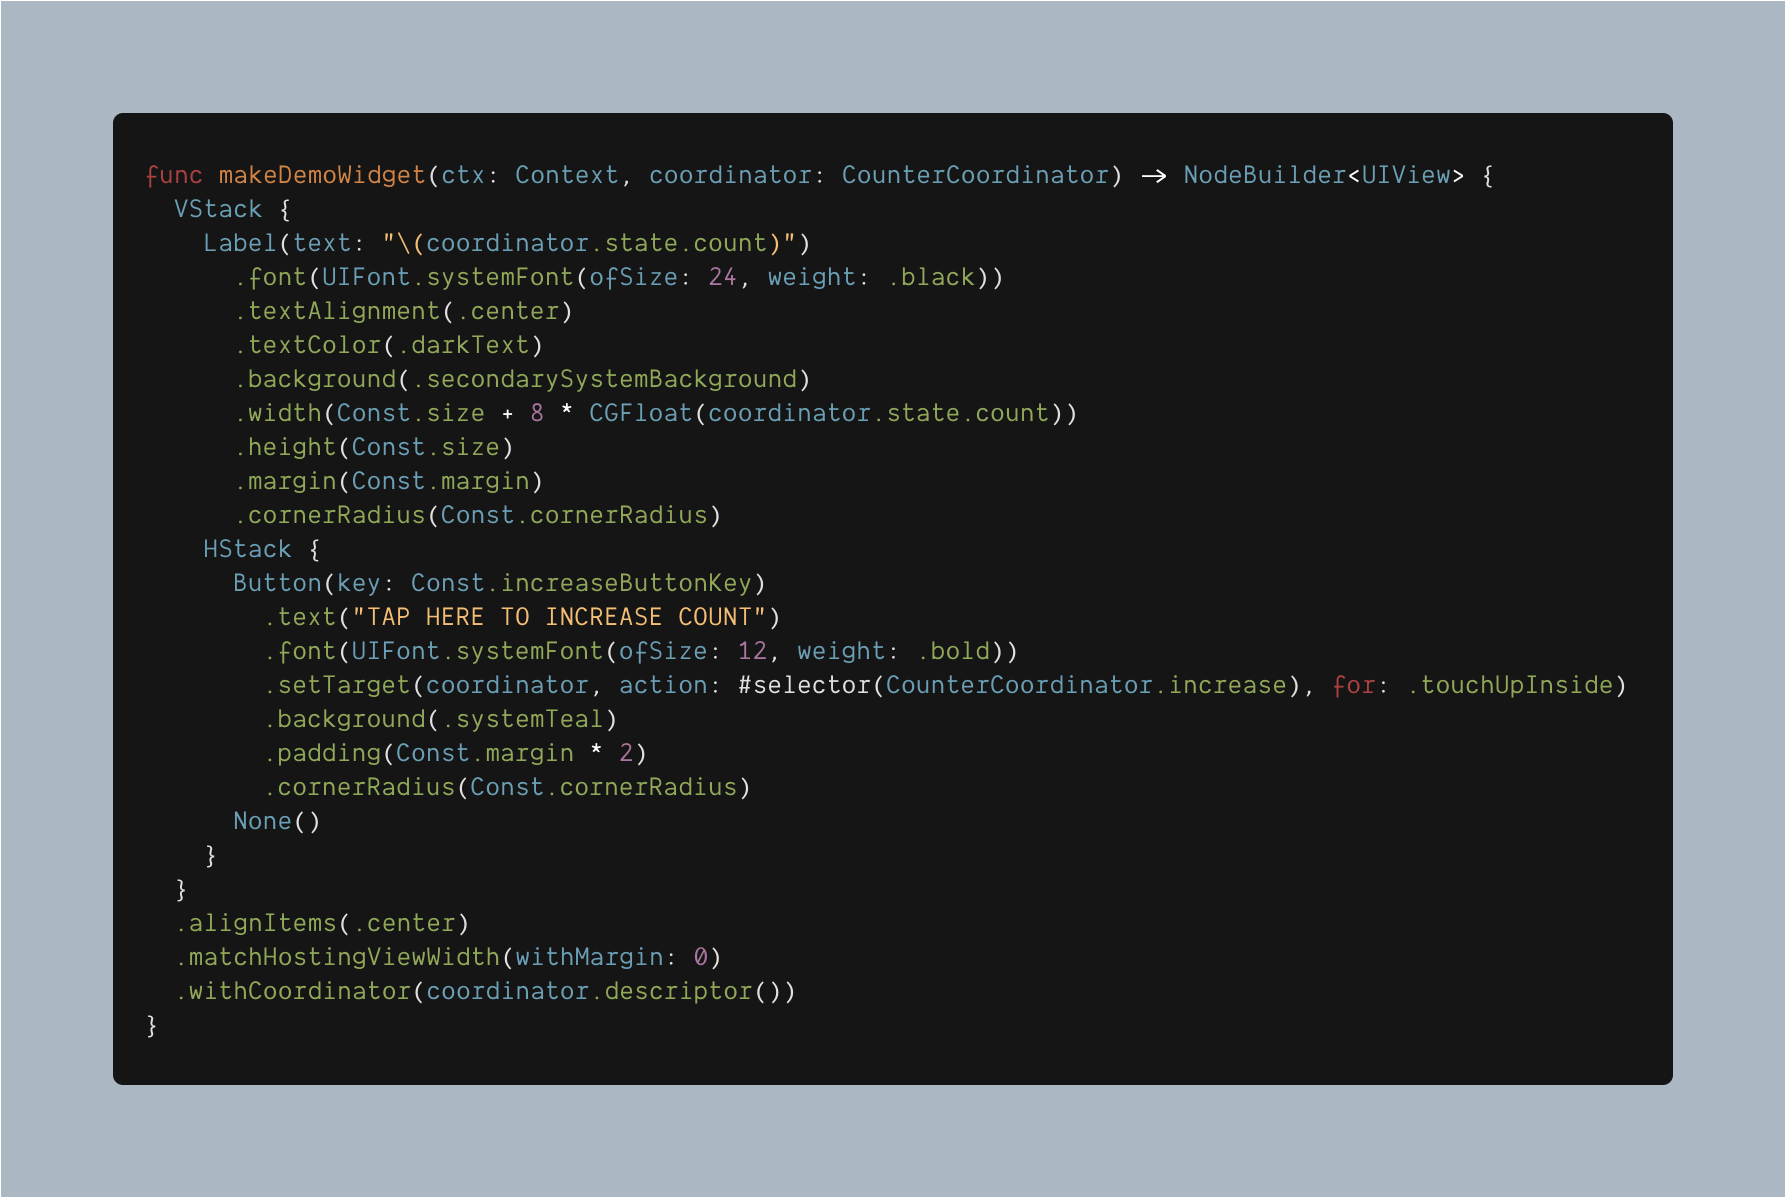 func makeDemoWidget(ctx: Context, coordinator: CounterCoordinator) -> NodeBuilder<UIView> {
  VStack {
    Label(text: "\(coordinator.state.count)")
      .font(UIFont.systemFont(ofSize: 24, weight: .black))
      .textAlignment(.center)
      .textColor(.darkText)
      .background(.secondarySystemBackground)
      .width(Const.size + 8 * CGFloat(coordinator.state.count))
      .height(Const.size)
      .margin(Const.margin)
      .cornerRadius(Const.cornerRadius)
    HStack {
      Button(key: Const.increaseButtonKey)
        .text("TAP HERE TO INCREASE COUNT")
        .font(UIFont.systemFont(ofSize: 12, weight: .bold))
        .setTarget(coordinator, action: #selector(CounterCoordinator.increase), for: .touchUpInside)
        .background(.systemTeal)
        .padding(Const.margin * 2)
        .cornerRadius(Const.cornerRadius)
      None()
    }
  }
  .alignItems(.center)
  .matchHostingViewWidth(withMargin: 0)
  .withCoordinator(coordinator.descriptor())
}